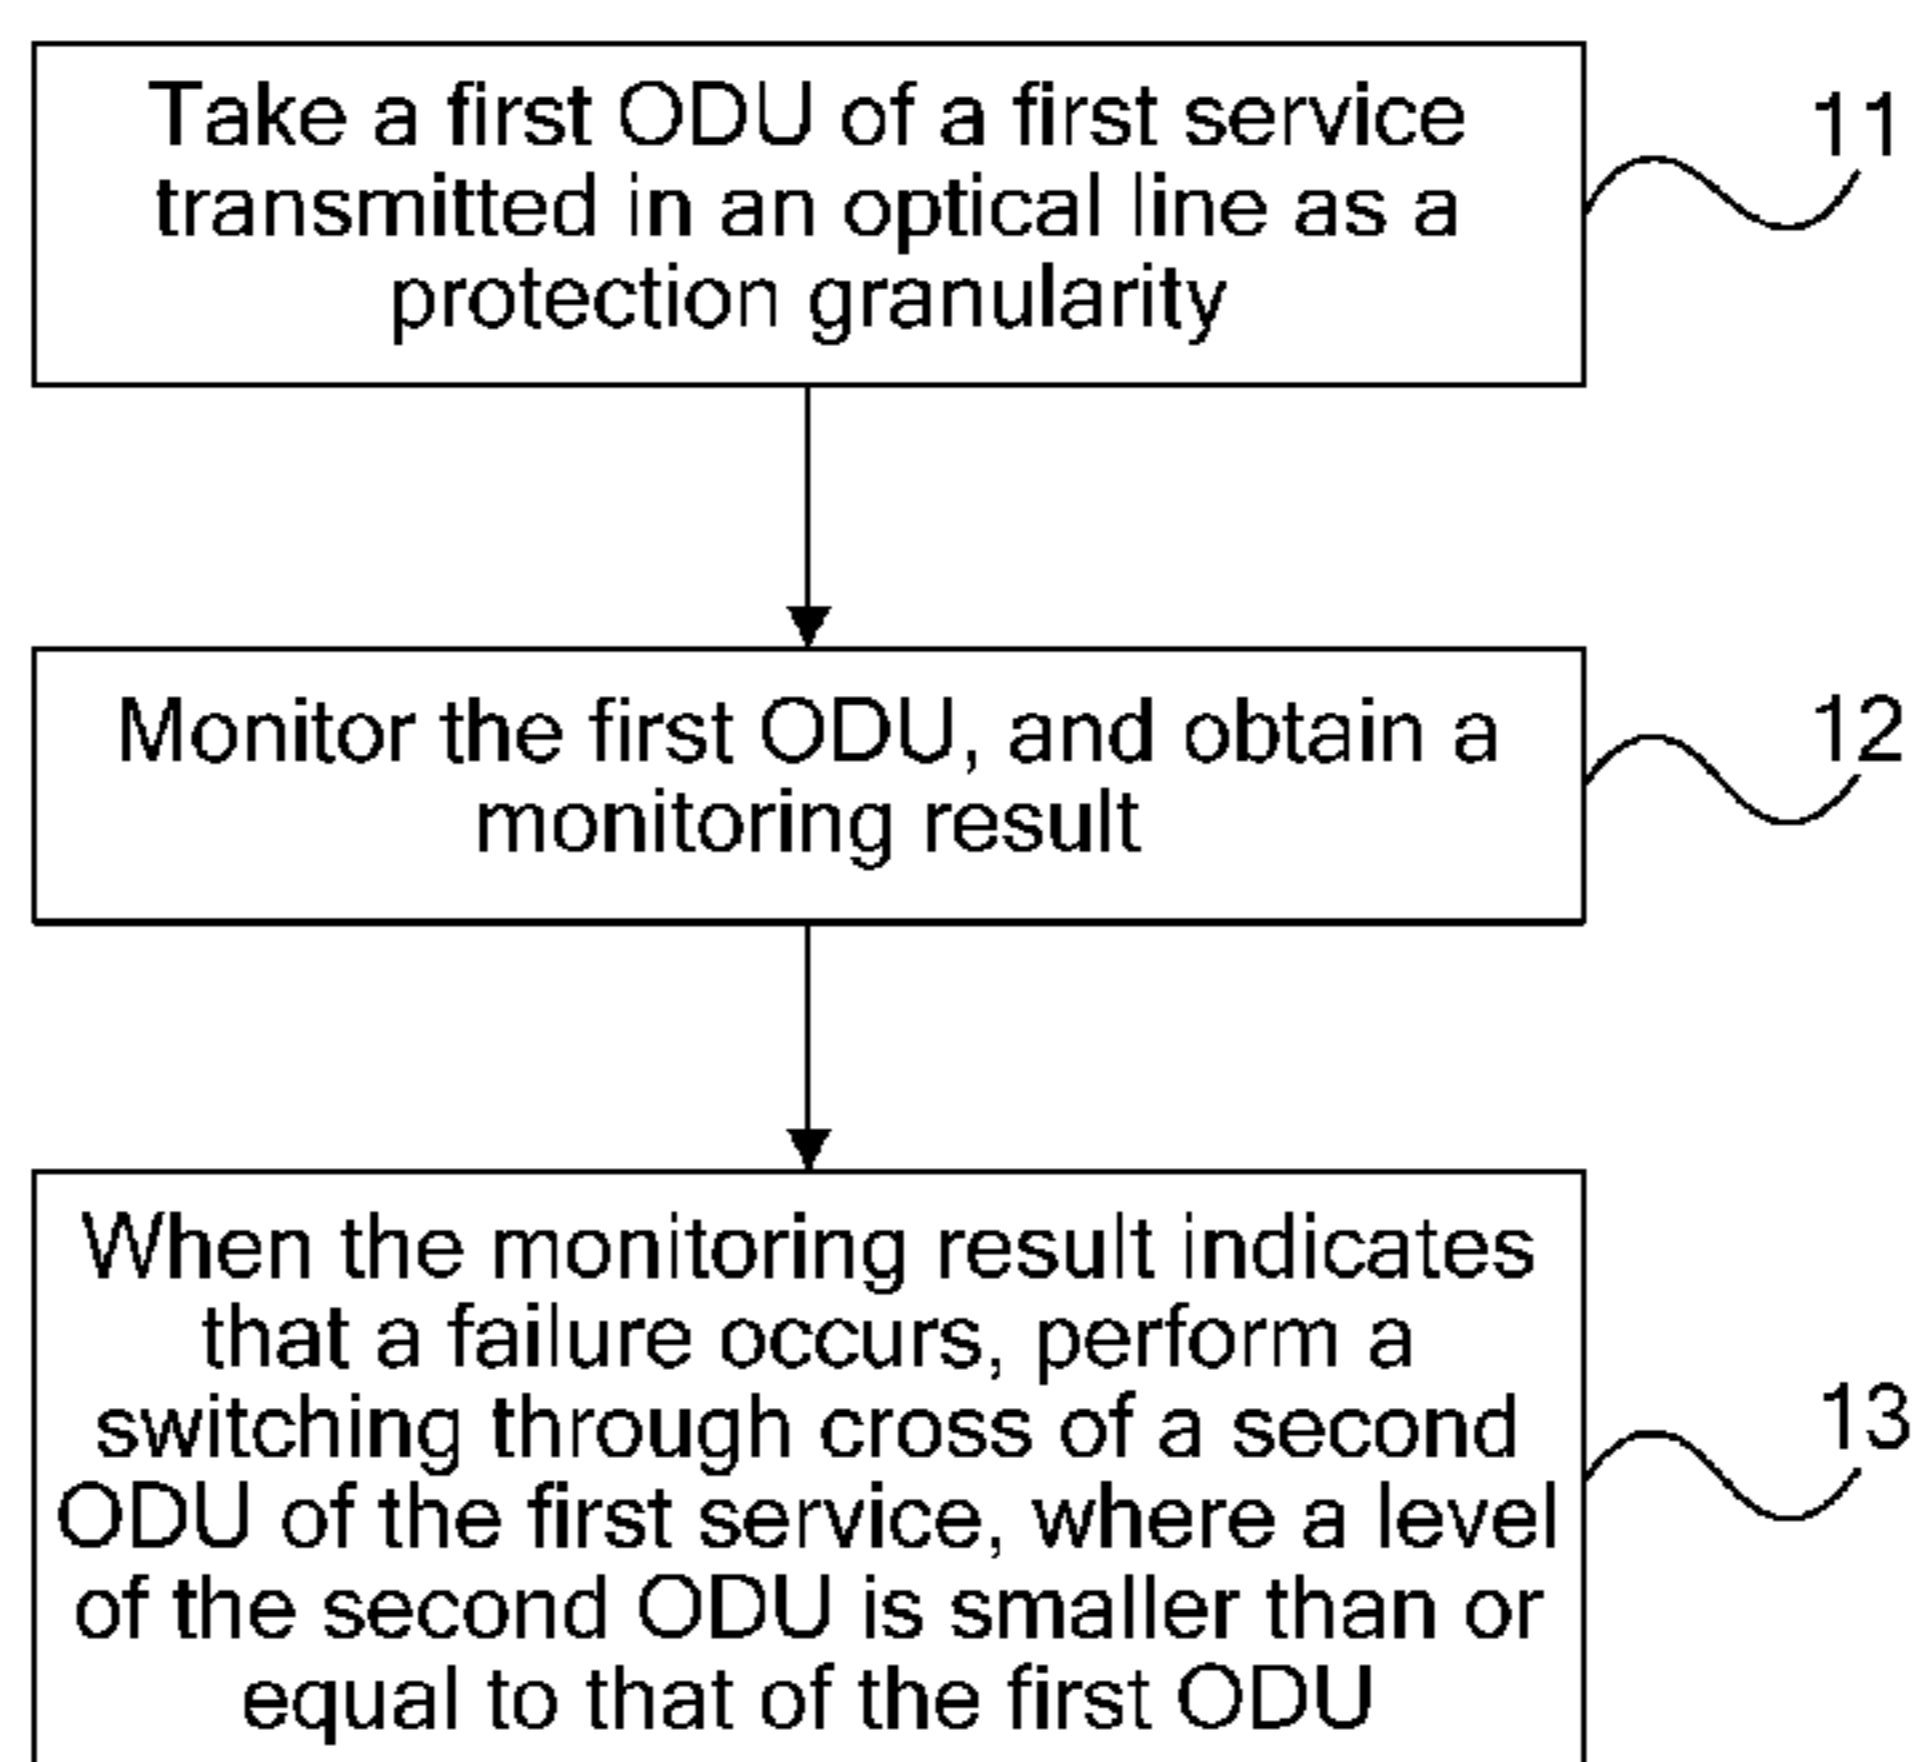 Take a first ODU of a first service
transmitted in an optical line as a
protection granularity
11
Monitor the first ODU, and obtain a
monitoring result
12
When the monitoring result indicates
that a failure occurs, perform a
switching through cross of a second
ODU of the first service, where a level
of the second ODU is smaller than or
equal to that of the first ODU
13